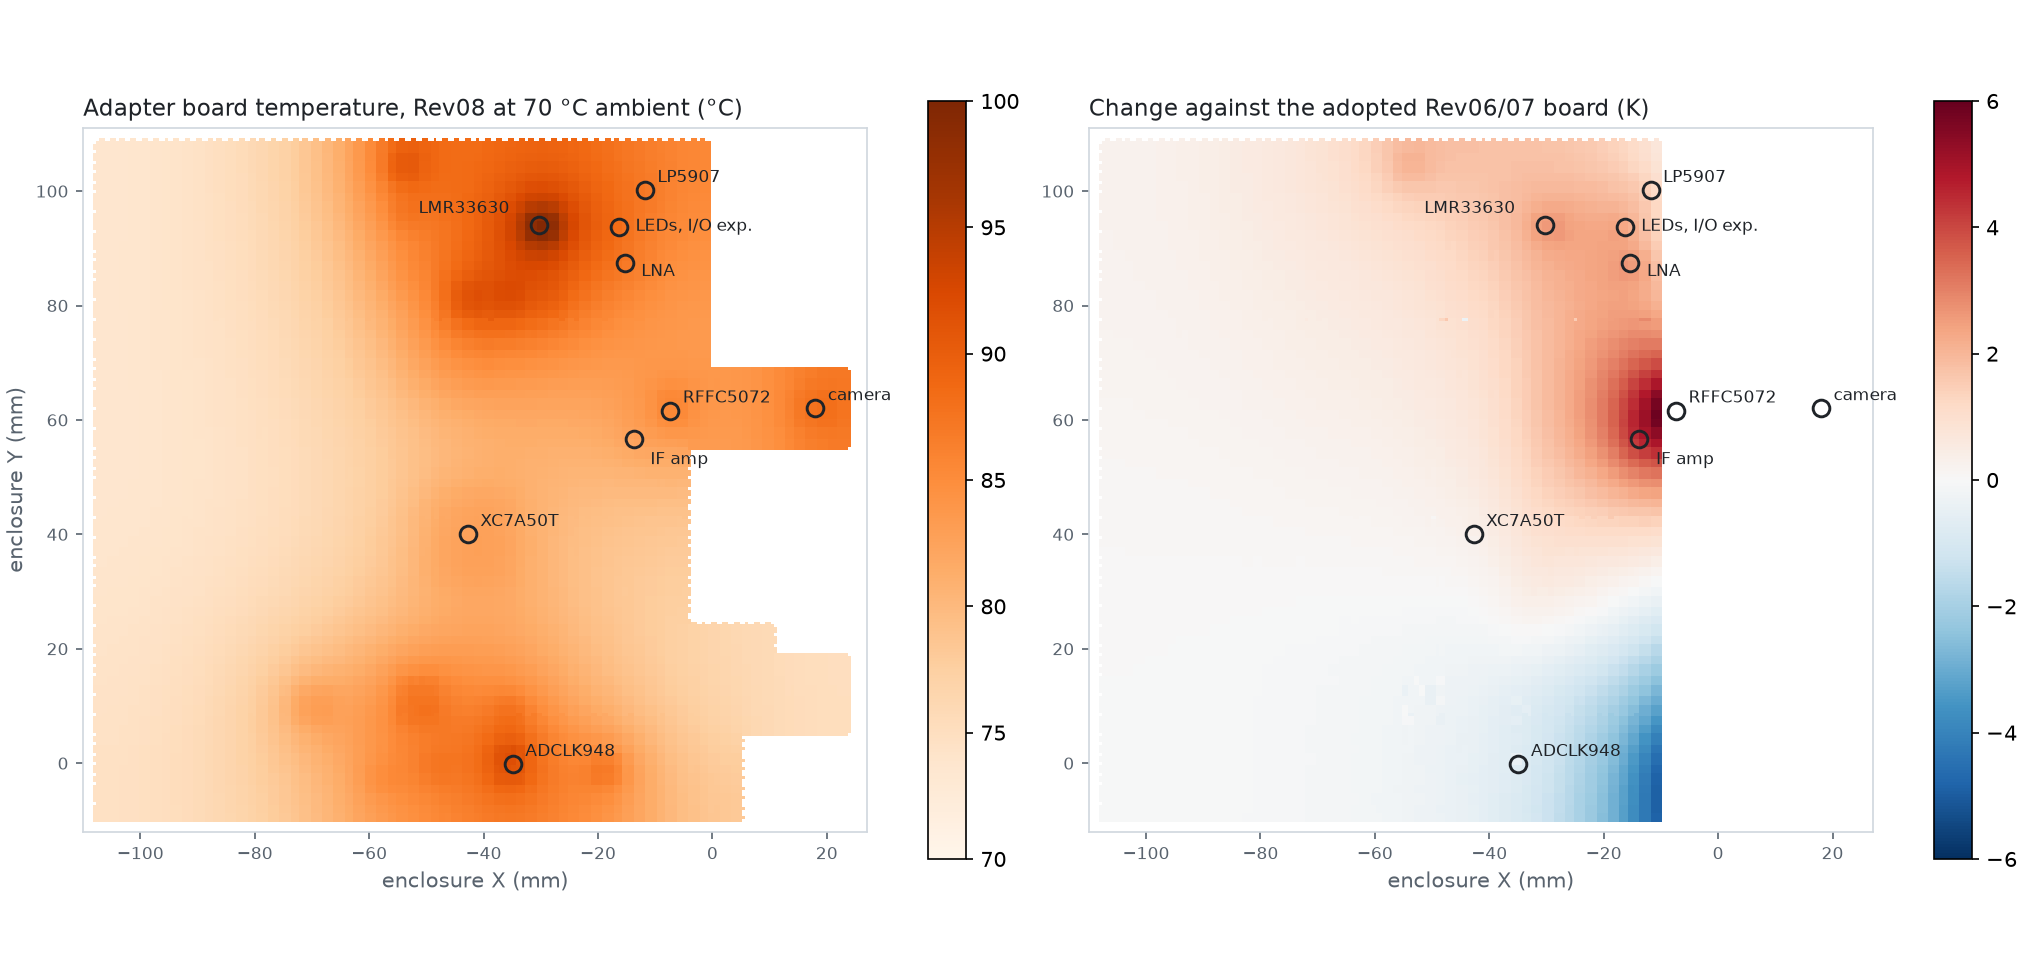 Adapter board temperature, Rev08 at 70 °C ambient (°C)
enclosure Y (mm)
100
80
60
40
20
0
LP5907
LMR33630
LEDs, I/O exp.
LNA
RFFC5072
camera
IF amp
XC7A50T
ADCLK948
−100
−80
−60
−40
−20
0
20
enclosure X (mm)
100
95
90
85
80
75
70
Change against the adopted Rev06/07 board (K)
100
80
60
40
20
0
LP5907
LMR33630
LEDs, I/O exp.
LNA
RFFC5072
camera
IF amp
XC7A50T
ADCLK948
−100
−80
−60
−40
−20
0
20
enclosure X (mm)
6
4
2
0
−2
−4
−6